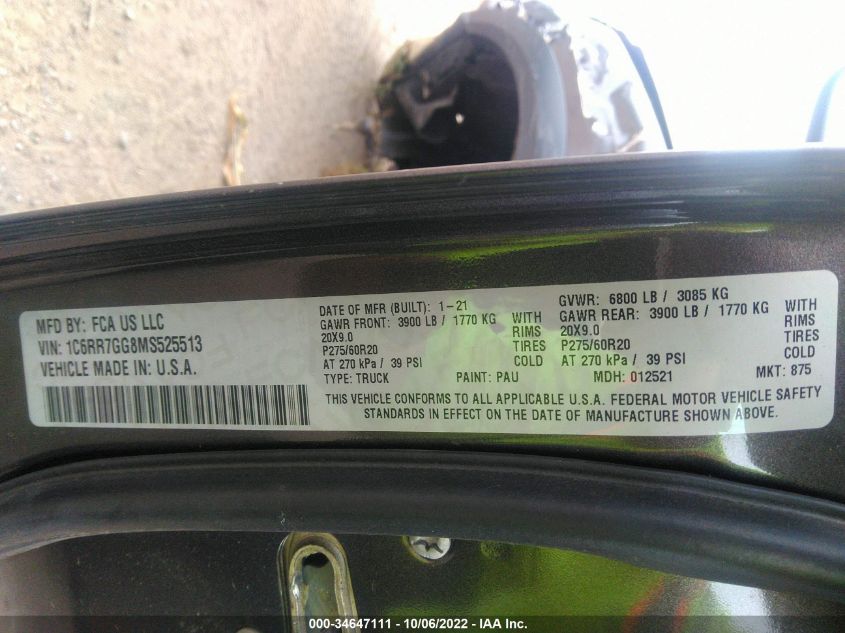 MFD BY: FCA US LLC
VIN: 1C6RR7GG8MS525513
VEHICLE MADE IN: U.S.A.
DATE OF MFR (BUILT): 1-21
GAWR FRONT: 3900 LB / 1770 KG WITH
20X9.0 RIMS
P275/60R20 TIRES
AT 270 kPa / 39 PSI COLD
TYPE: TRUCK PAINT: PAU
GVWR: 6800 LB / 3085 KG
GAWR REAR: 3900 LB / 1770 KG WITH
20X9.0 RIMS
P275/60R20 TIRES
AT 270 kPa / 39 PSI COLD
MDH: 012521 MKT: 875
THIS VEHICLE CONFORMS TO ALL APPLICABLE U.S.A. FEDERAL MOTOR VEHICLE SAFETY
STANDARDS IN EFFECT ON THE DATE OF MANUFACTURE SHOWN ABOVE.
000-34647111 - 10/06/2022 - IAA Inc.